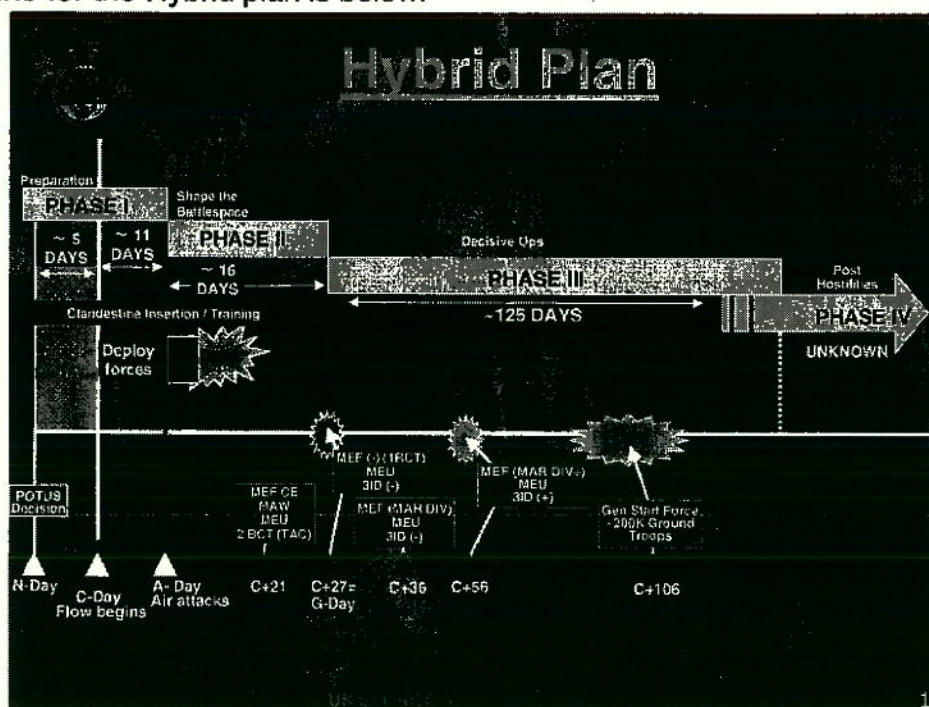 for the Hybrid plan is below.
Hybrid Plan
Preparation
PHASE I
Shape the
Battlespace
PHASE II
Decisive Ops
PHASE III
Post
Hostilities
PHASE IV
~ 5
DAYS
~ 11
DAYS
~ 16
DAYS
~125 DAYS
UNKNOWN
Clandestine Insertion / Training
Deploy
forces
POTUS
Decision
MEF CE
MAW
MEU
2 BCT (TAC)
MEF (-) (1RCT)
MEU
3ID (-)
MEF (MAR DIV)
MEU
3ID (-)
MEF (MAR DIV+)
MEU
3ID (+)
Gen Start Force
~200K Ground
Troops
N-Day
C-Day
Flow begins
A- Day
Air attacks
C+21
C+27=
G-Day
C+36
C+56
C+106
1